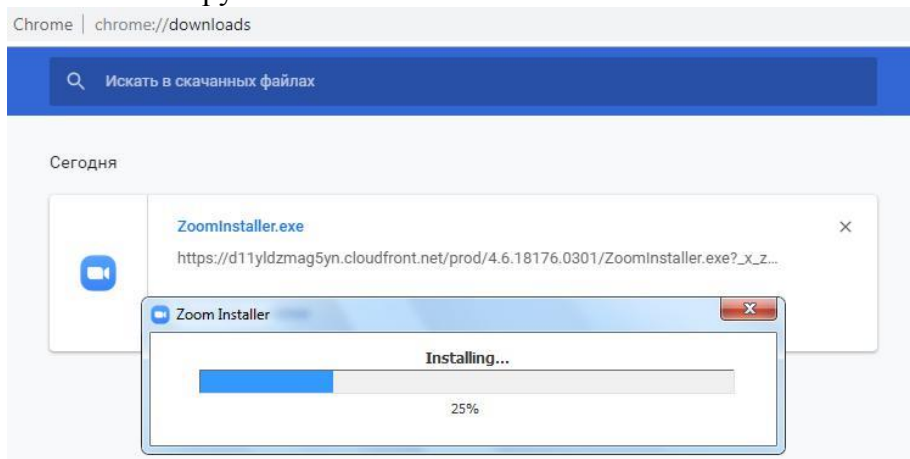 Chrome | chrome://downloads
Искать в скачанных файлах
Сегодня
ZoomInstaller.exe
https://d11yldzmag5yn.cloudfront.net/prod/4.6.18176.0301/ZoomInstaller.exe?_x_z...
Zoom Installer
Installing...
25%